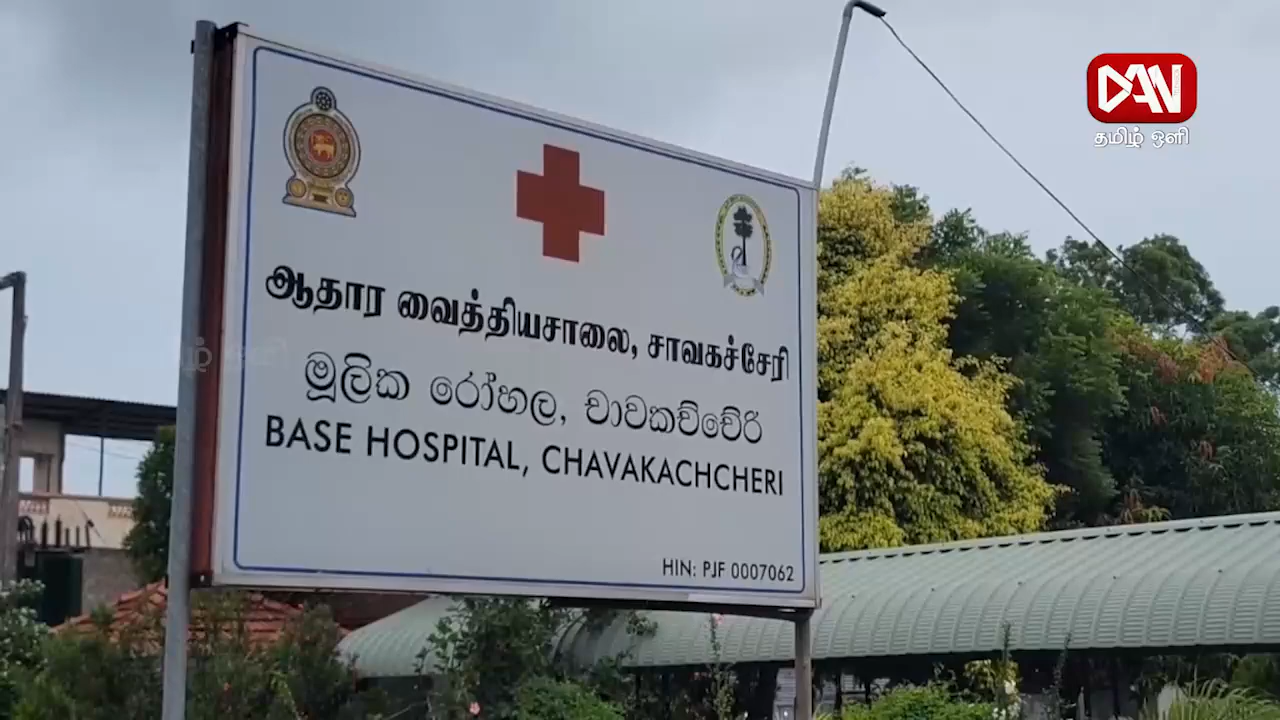 DAN
தமிழ் ஒளி
ஆதார வைத்தியசாலை, சாவகச்சேரி
මූලික රෝහල, චාවකච්චේරි
BASE HOSPITAL, CHAVAKACHCHERI
HIN: PJF 0007062